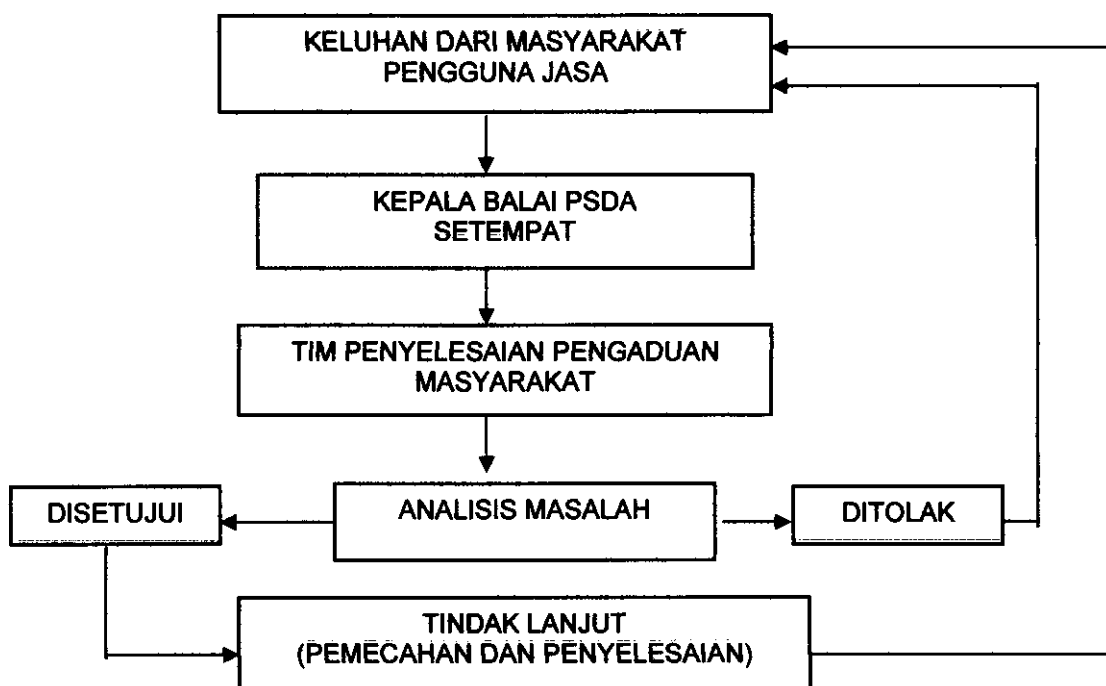 KELUHAN DARI MASYARAKAT
PENGGUNA JASA
KEPALA BALAI PSDA
SETEMPAT
TIM PENYELESAIAN PENGADUAN
MASYARAKAT
DISETUJUI
ANALISIS MASALAH
DITOLAK
TINDAK LANJUT
(PEMECAHAN DAN PENYELESAIAN)